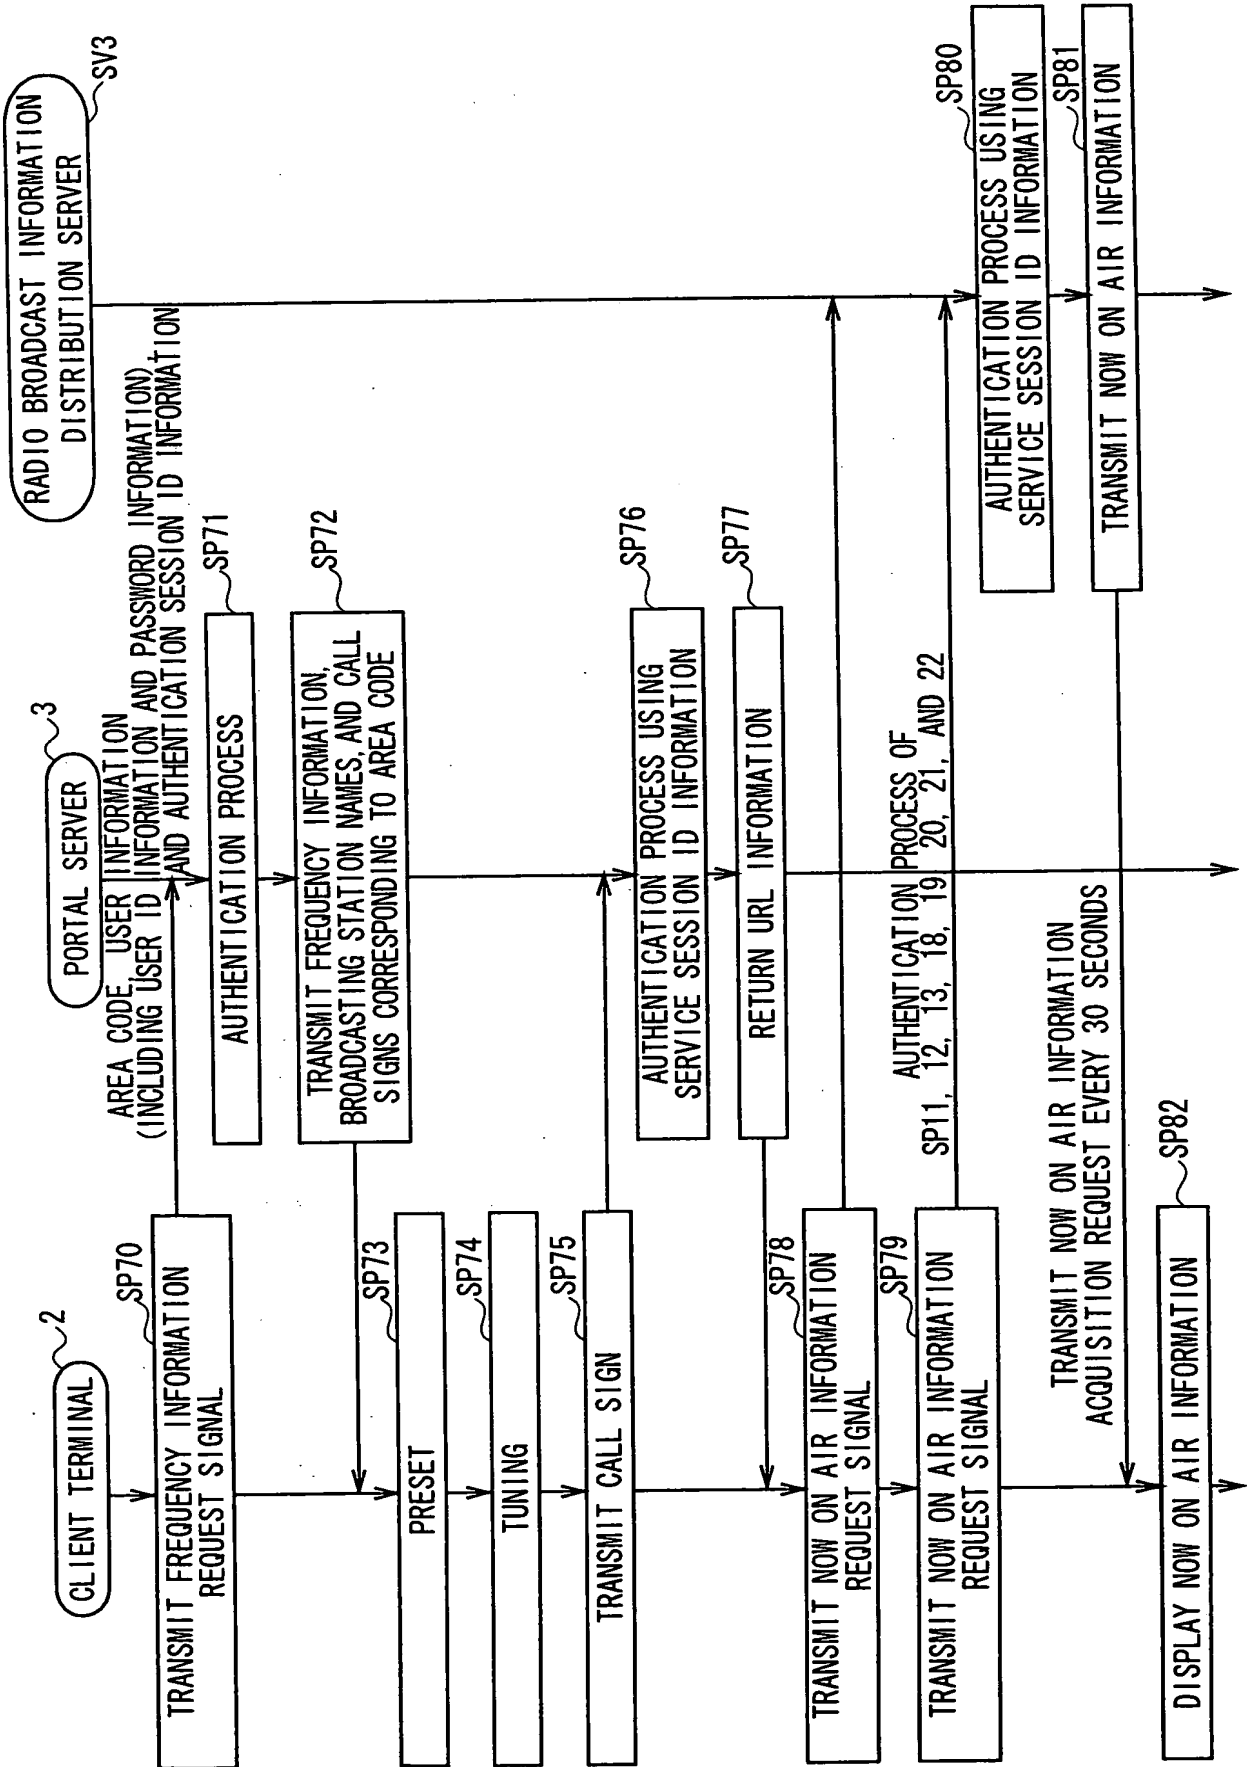 CLIENT TERMINAL
2
PORTAL SERVER
3
RADIO BROADCAST INFORMATION
DISTRIBUTION SERVER
SV3
AREA CODE, USER INFORMATION
(INCLUDING USER ID INFORMATION AND PASSWORD INFORMATION),
AND AUTHENTICATION SESSION ID INFORMATION
SP70
TRANSMIT FREQUENCY INFORMATION
REQUEST SIGNAL
SP71
AUTHENTICATION PROCESS
SP72
TRANSMIT FREQUENCY INFORMATION,
BROADCASTING STATION NAMES, AND CALL
SIGNS CORRESPONDING TO AREA CODE
SP73
PRESET
SP74
TUNING
SP75
TRANSMIT CALL SIGN
SP76
AUTHENTICATION PROCESS USING
SERVICE SESSION ID INFORMATION
SP77
RETURN URL INFORMATION
SP78
TRANSMIT NOW ON AIR INFORMATION
REQUEST SIGNAL
AUTHENTICATION PROCESS OF
SP11, 12, 13, 18, 19, 20, 21, AND 22
SP79
TRANSMIT NOW ON AIR INFORMATION
REQUEST SIGNAL
SP80
AUTHENTICATION PROCESS USING
SERVICE SESSION ID INFORMATION
SP81
TRANSMIT NOW ON AIR INFORMATION
TRANSMIT NOW ON AIR INFORMATION
ACQUISITION REQUEST EVERY 30 SECONDS
SP82
DISPLAY NOW ON AIR INFORMATION